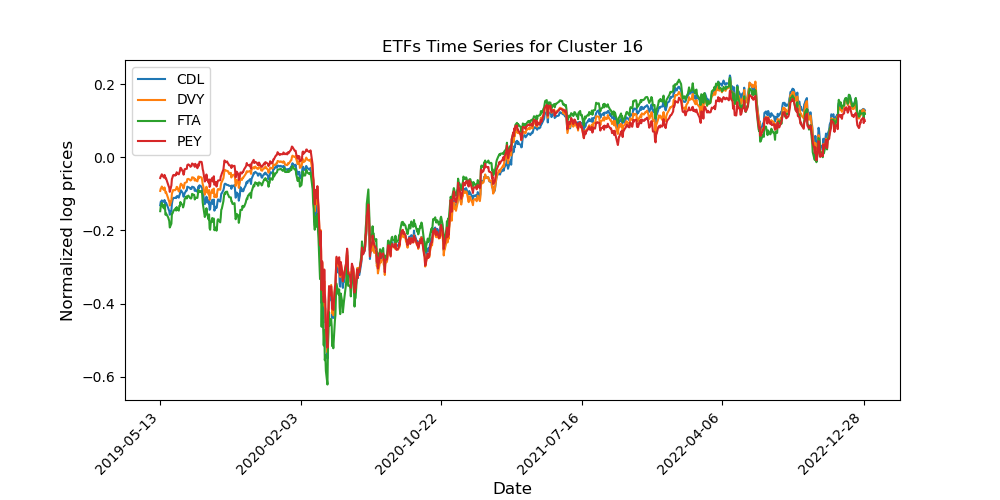 ETFs Time Series for Cluster 16
CDL
DVY
FTA
PEY
0.2
0.0
−0.2
−0.4
−0.6
Normalized log prices
2019-05-13
2020-02-03
2020-10-22
2021-07-16
2022-04-06
2022-12-28
Date